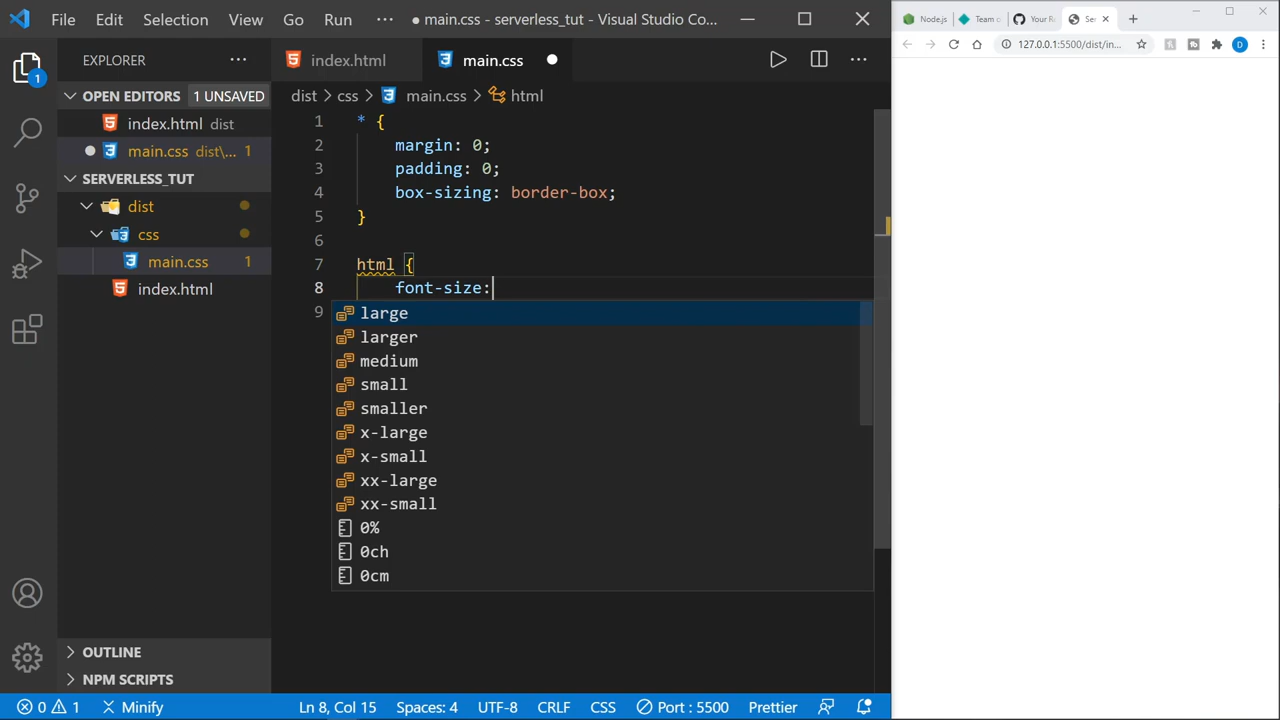 File Edit Selection View Go Run ··· ● main.css - serverless_tut - Visual Studio Co...
Node.js Team o Your Re Ser
127.0.0.1:5500/dist/in... D
EXPLORER ···
index.html main.css
OPEN EDITORS 1 UNSAVED
index.html dist
main.css dist\... 1
SERVERLESS_TUT
dist
css
main.css 1
index.html
OUTLINE
NPM SCRIPTS
1
dist > css > main.css > html
1 * {
2 margin: 0;
3 padding: 0;
4 box-sizing: border-box;
5 }
6
7 html {
8 font-size:
9
large
larger
medium
small
smaller
x-large
x-small
xx-large
xx-small
0%
0ch
0cm
0 1 Minify Ln 8, Col 15 Spaces: 4 UTF-8 CRLF CSS Port : 5500 Prettier